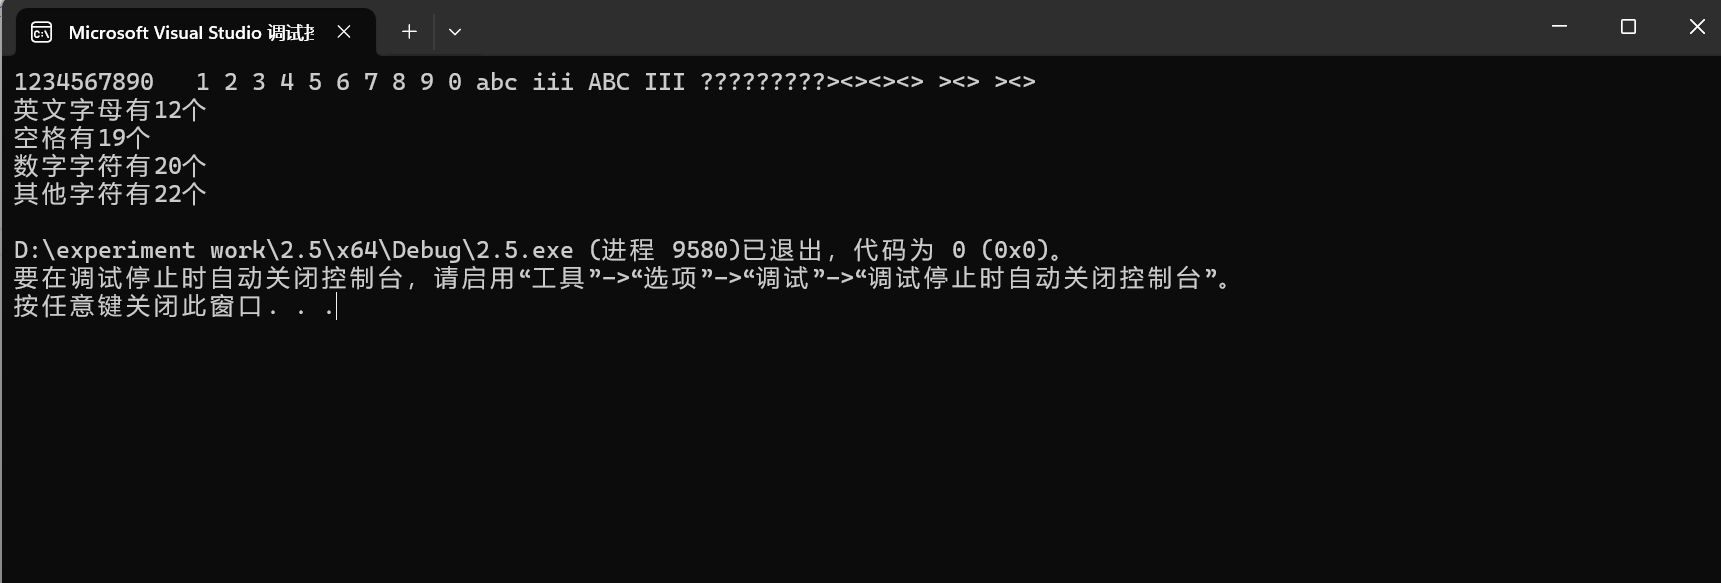 Microsoft Visual Studio 调试控
1234567890   1 2 3 4 5 6 7 8 9 0 abc iii ABC III ?????????><><><> ><> ><>
英文字母有12个
空格有19个
数字字符有20个
其他字符有22个
D:\experiment work\2.5\x64\Debug\2.5.exe (进程 9580)已退出，代码为 0 (0x0)。
要在调试停止时自动关闭控制台，请启用“工具”->“选项”->“调试”->“调试停止时自动关闭控制台”。
按任意键关闭此窗口. . .